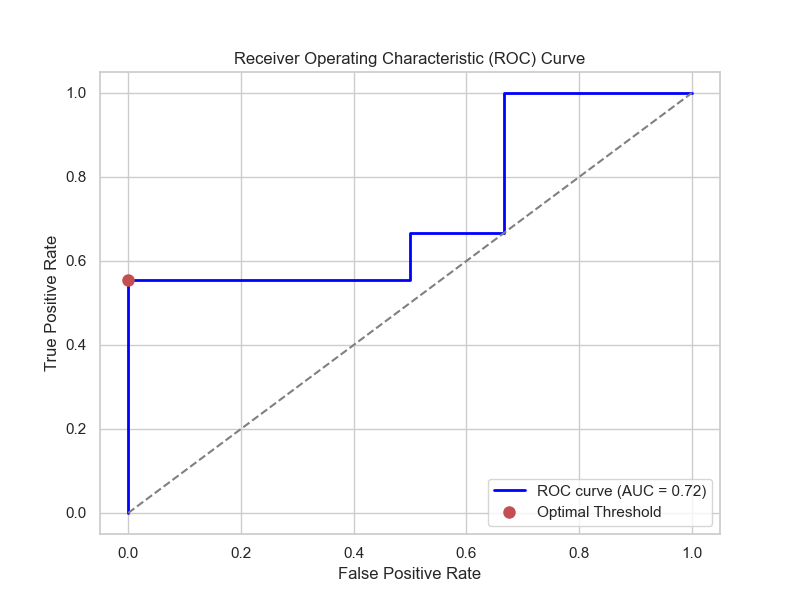 Receiver Operating Characteristic (ROC) Curve
True Positive Rate
1.0
0.8
0.6
0.4
0.2
0.0
ROC curve (AUC = 0.72)
Optimal Threshold
0.0 0.2 0.4 0.6 0.8 1.0
False Positive Rate